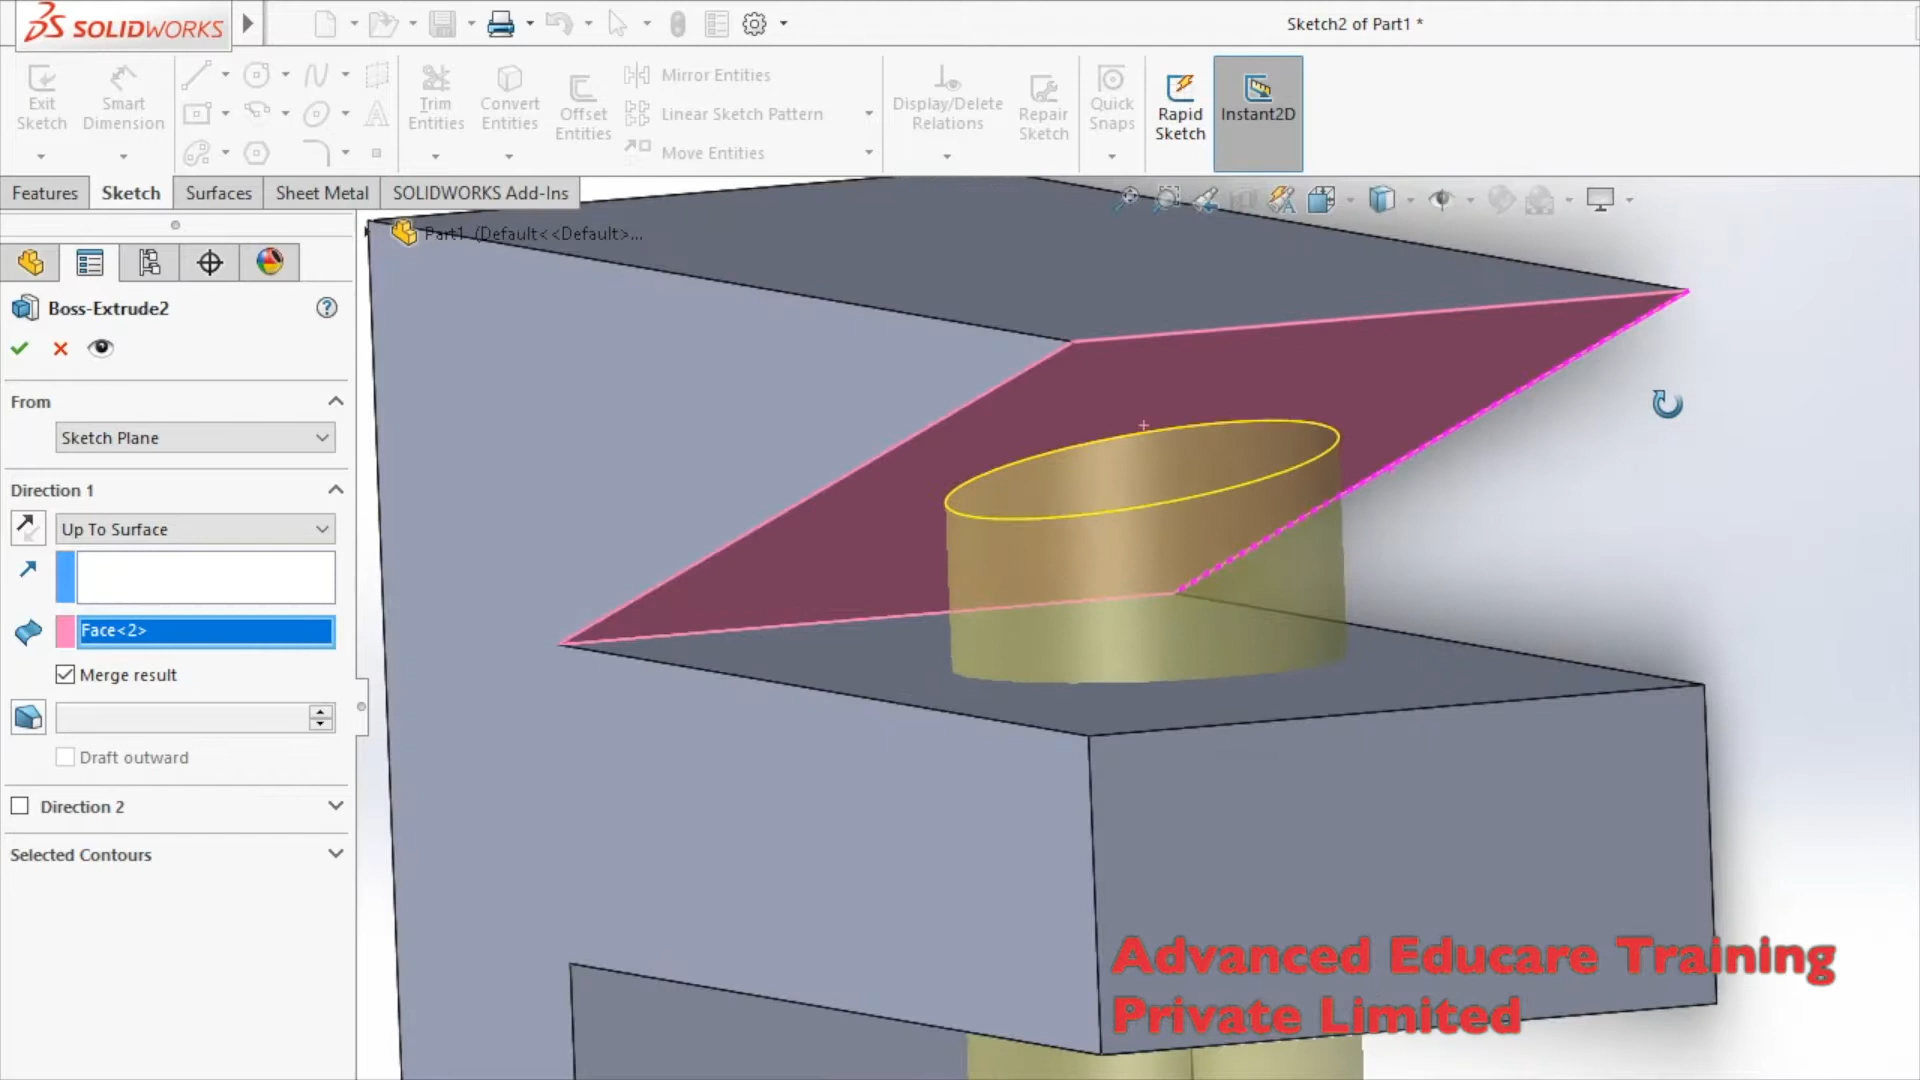 SOLIDWORKS
Sketch2 of Part1 *
Exit Sketch
Smart Dimension
Trim Entities
Convert Entities
Offset Entities
Mirror Entities
Linear Sketch Pattern
Move Entities
Display/Delete Relations
Repair Sketch
Quick Snaps
Rapid Sketch
Instant2D
Features
Sketch
Surfaces
Sheet Metal
SOLIDWORKS Add-Ins
Part1 (Default<<Default>...
Boss-Extrude2
From
Sketch Plane
Direction 1
Up To Surface
Face<2>
Merge result
Draft outward
Direction 2
Selected Contours
Advanced Educare Training
Private Limited